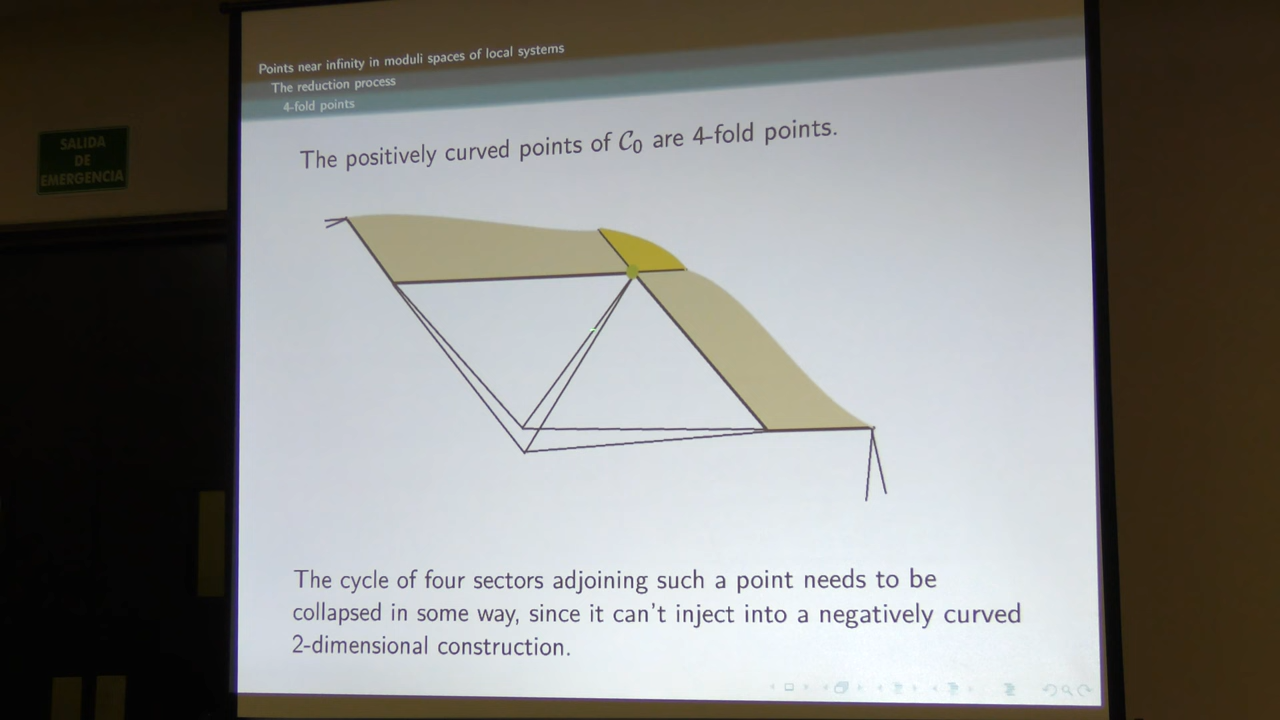 SALIDA
DE
EMERGENCIA
Points near infinity in moduli spaces of local systems
The reduction process
4-fold points
The positively curved points of 𝒞₀ are 4-fold points.
The cycle of four sectors adjoining such a point needs to be
collapsed in some way, since it can't inject into a negatively curved
2-dimensional construction.